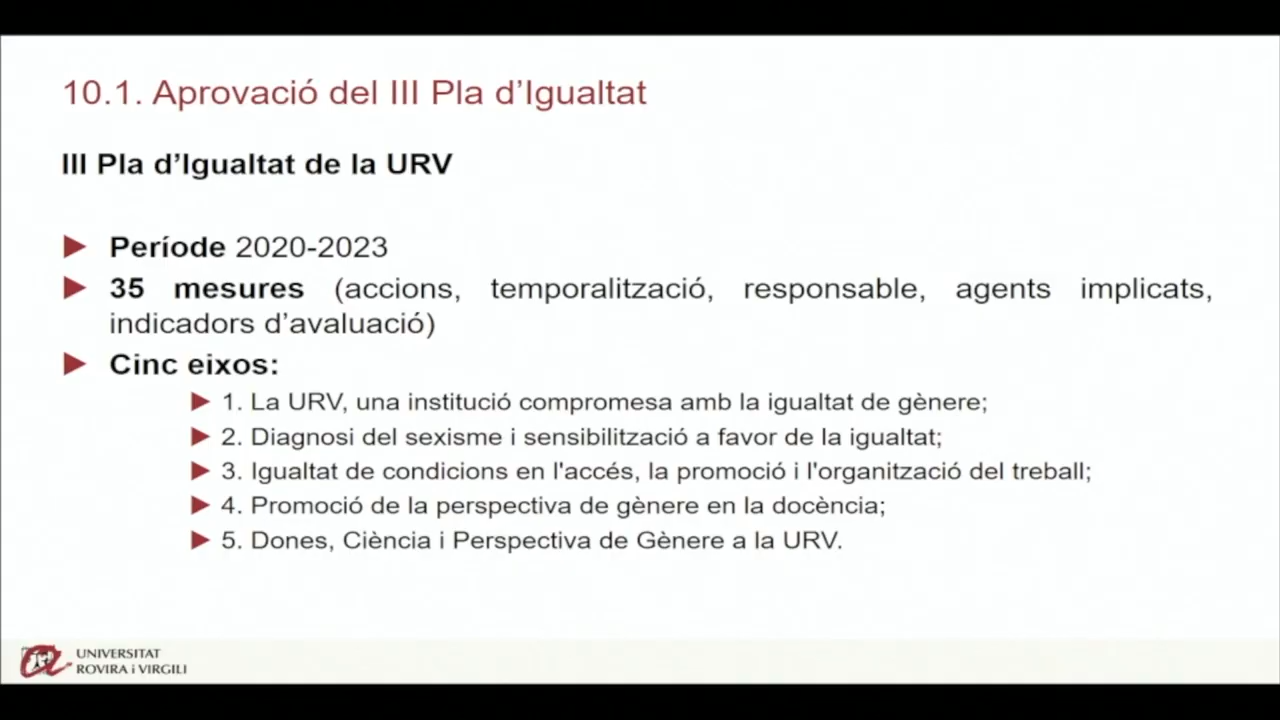 10.1. Aprovació del III Pla d’Igualtat
III Pla d’Igualtat de la URV
Període 2020-2023
35 mesures (accions, temporalització, responsable, agents implicats,
indicadors d’avaluació)
Cinc eixos:
1. La URV, una institució compromesa amb la igualtat de gènere;
2. Diagnosi del sexisme i sensibilització a favor de la igualtat;
3. Igualtat de condicions en l'accés, la promoció i l'organització del treball;
4. Promoció de la perspectiva de gènere en la docència;
5. Dones, Ciència i Perspectiva de Gènere a la URV.
UNIVERSITAT
ROVIRA i VIRGILI